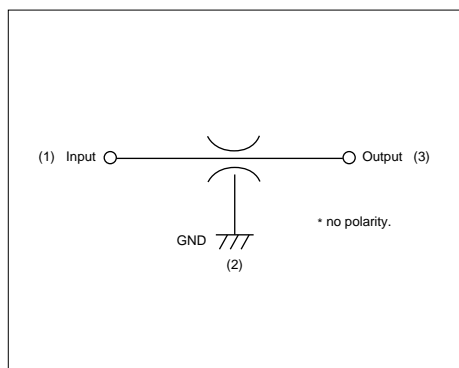 (1) Input Output (3)
* no polarity.
GND
(2)